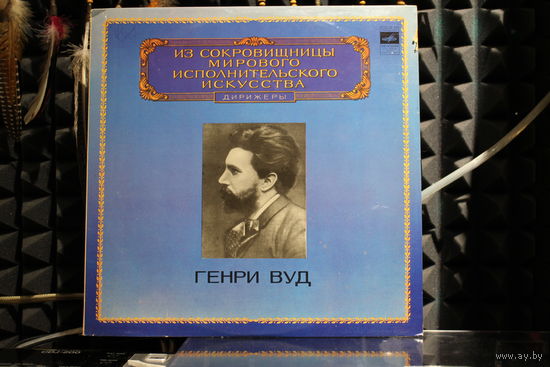 ИЗ СОКРОВИЩНИЦЫ
МИРОВОГО
ИСПОЛНИТЕЛЬСКОГО
ИСКУССТВА
ДИРИЖЕРЫ
ГЕНРИ ВУД
www.ay.by